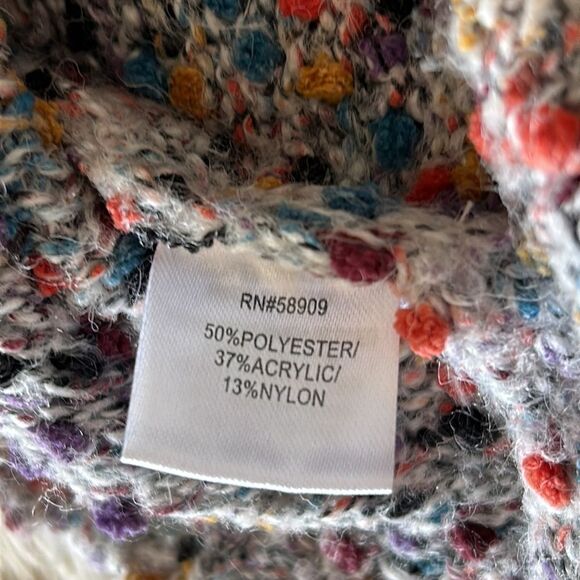 RN#58909
50%POLYESTER/
37%ACRYLIC/
13%NYLON